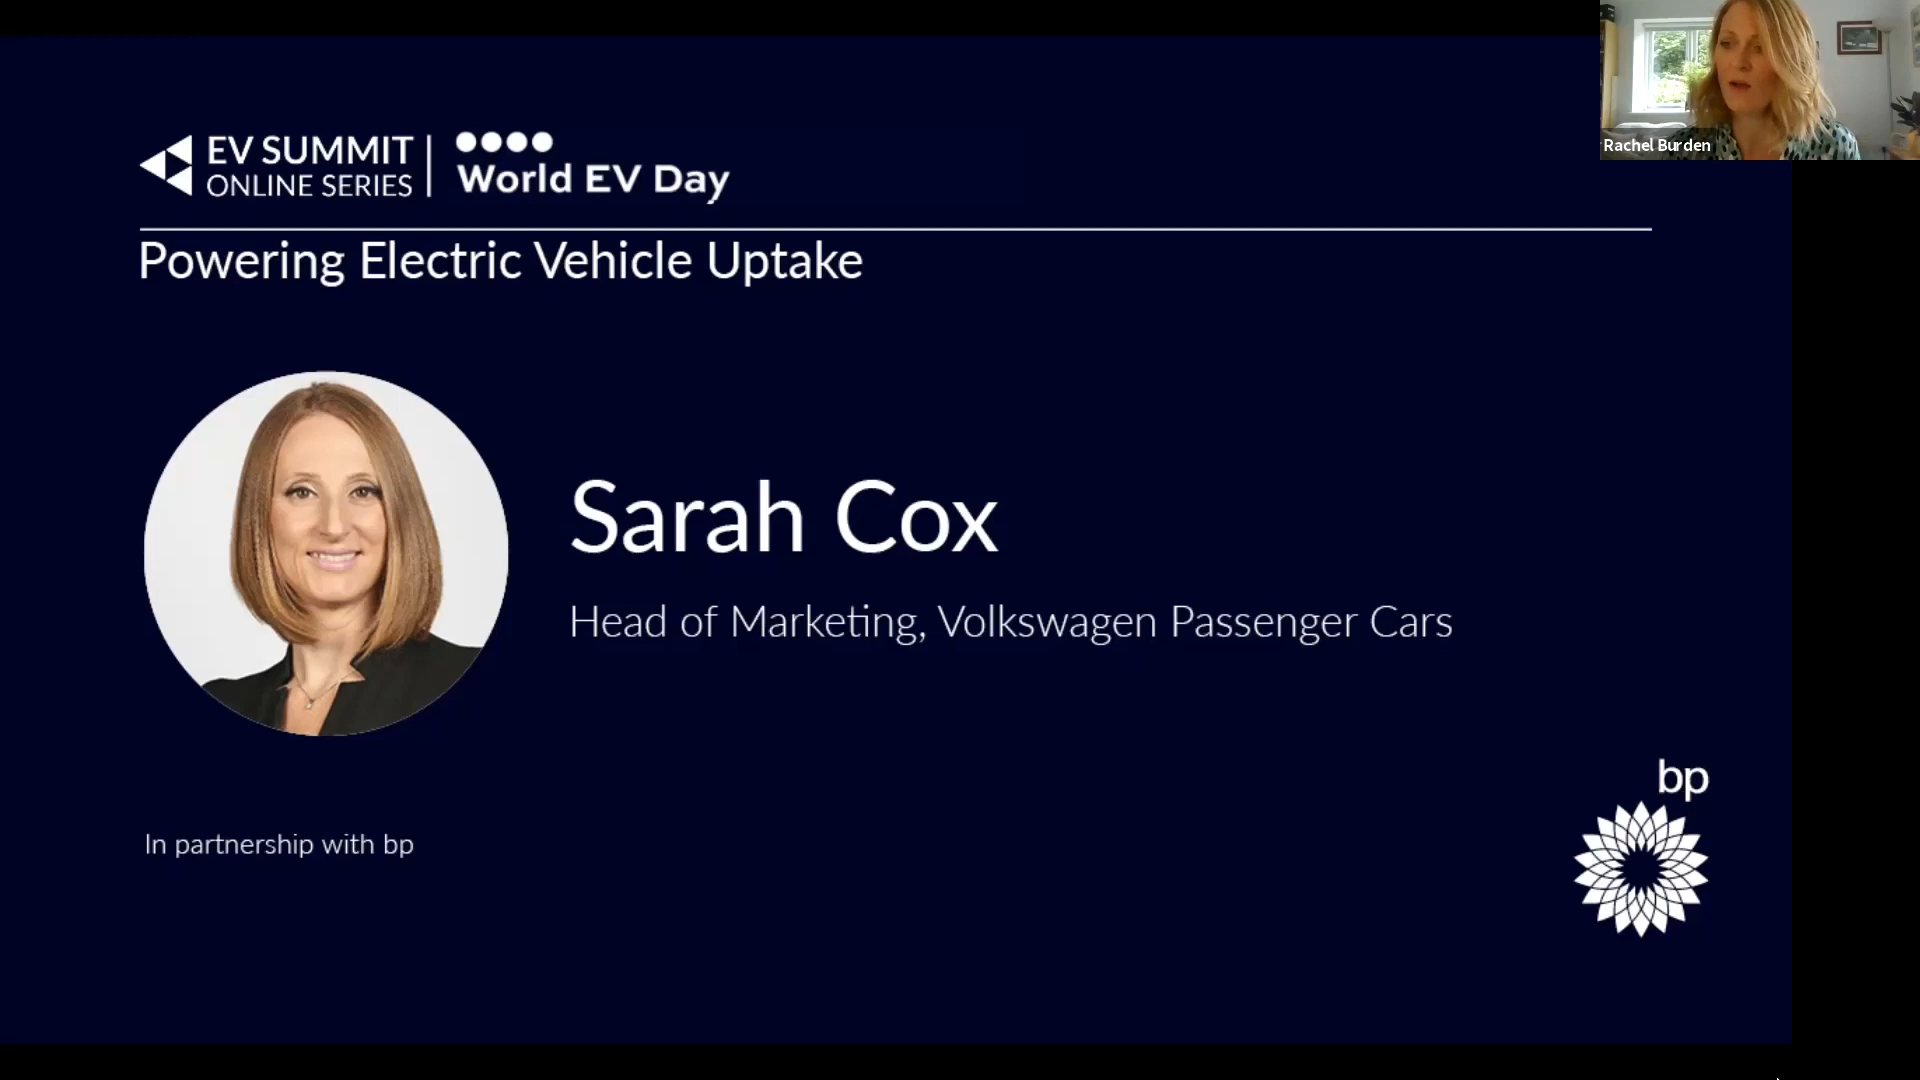 EV SUMMIT
ONLINE SERIES
World EV Day
Powering Electric Vehicle Uptake
Sarah Cox
Head of Marketing, Volkswagen Passenger Cars
In partnership with bp
bp
Rachel Burden